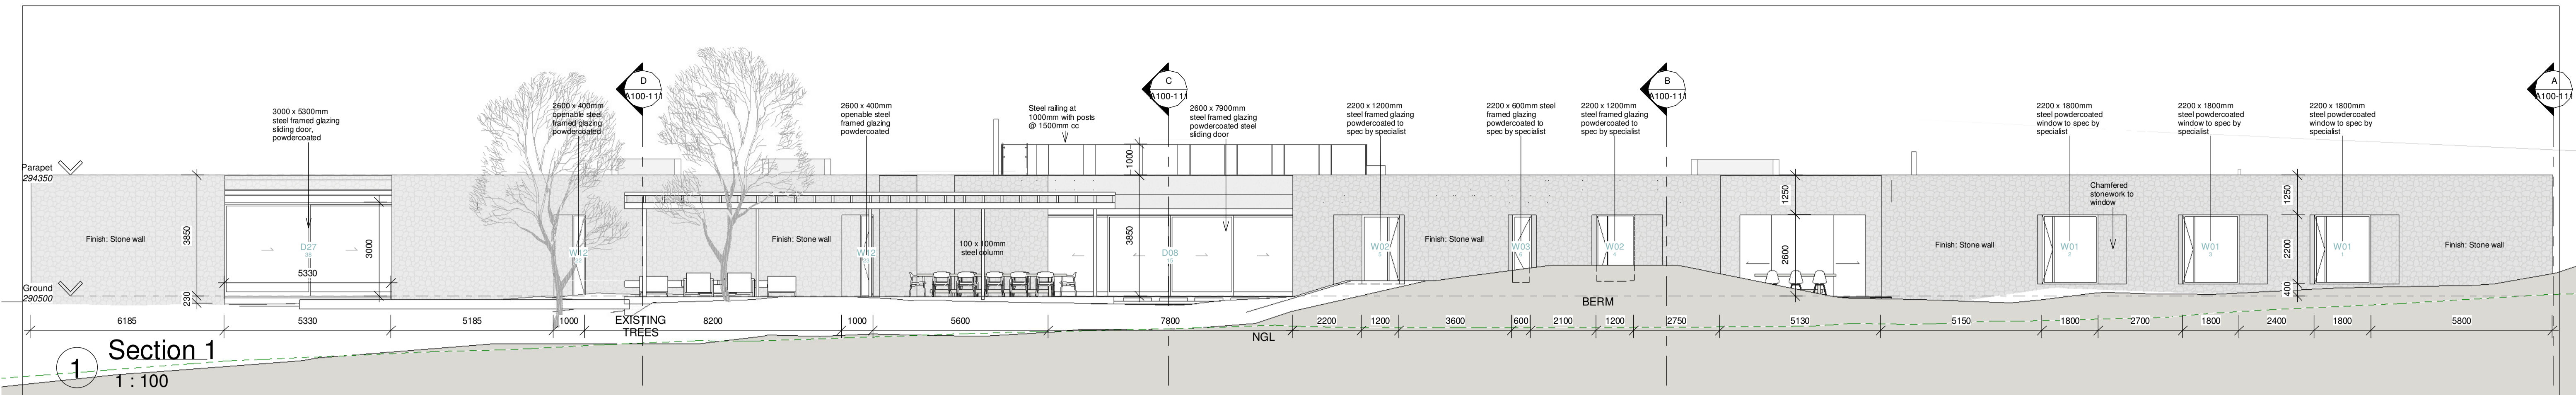 D
A100-111
C
A100-111
B
A100-111
A
A100-111
3000 x 5300mm
steel framed glazing
sliding door,
powdercoated
2600 x 400mm
openable steel
framed glazing
powdercoated
2600 x 400mm
openable steel
framed glazing
powdercoated
Steel railing at
1000mm with posts
@ 1500mm cc
2600 x 7900mm
steel framed glazing
powdercoated steel
sliding door
2200 x 1200mm
steel framed glazing
powdercoated to
spec by specialist
2200 x 600mm steel
framed glazing
powdercoated to
spec by specialist
2200 x 1200mm
steel framed glazing
powdercoated to
spec by specialist
2200 x 1800mm
steel powdercoated
window to spec by
specialist
2200 x 1800mm
steel powdercoated
window to spec by
specialist
2200 x 1800mm
steel powdercoated
window to spec by
specialist
Parapet
294350
1000
1250
Chamfered
stonework to
window
1250
Finish: Stone wall
3850
D27
38
3000
5330
W12
Finish: Stone wall
W12
100 x 100mm
steel column
3850
D08
W02
5
Finish: Stone wall
W03
6
W02
4
2600
Finish: Stone wall
W01
2
W01
3
2200
W01
1
Finish: Stone wall
Ground
290500
230
400
BERM
6185
5330
5185
1000
EXISTING
TREES
8200
1000
5600
7800
2200
1200
3600
600
2100
1200
2750
5130
5150
1800
2700
1800
2400
1800
5800
NGL
1
Section 1
1 : 100